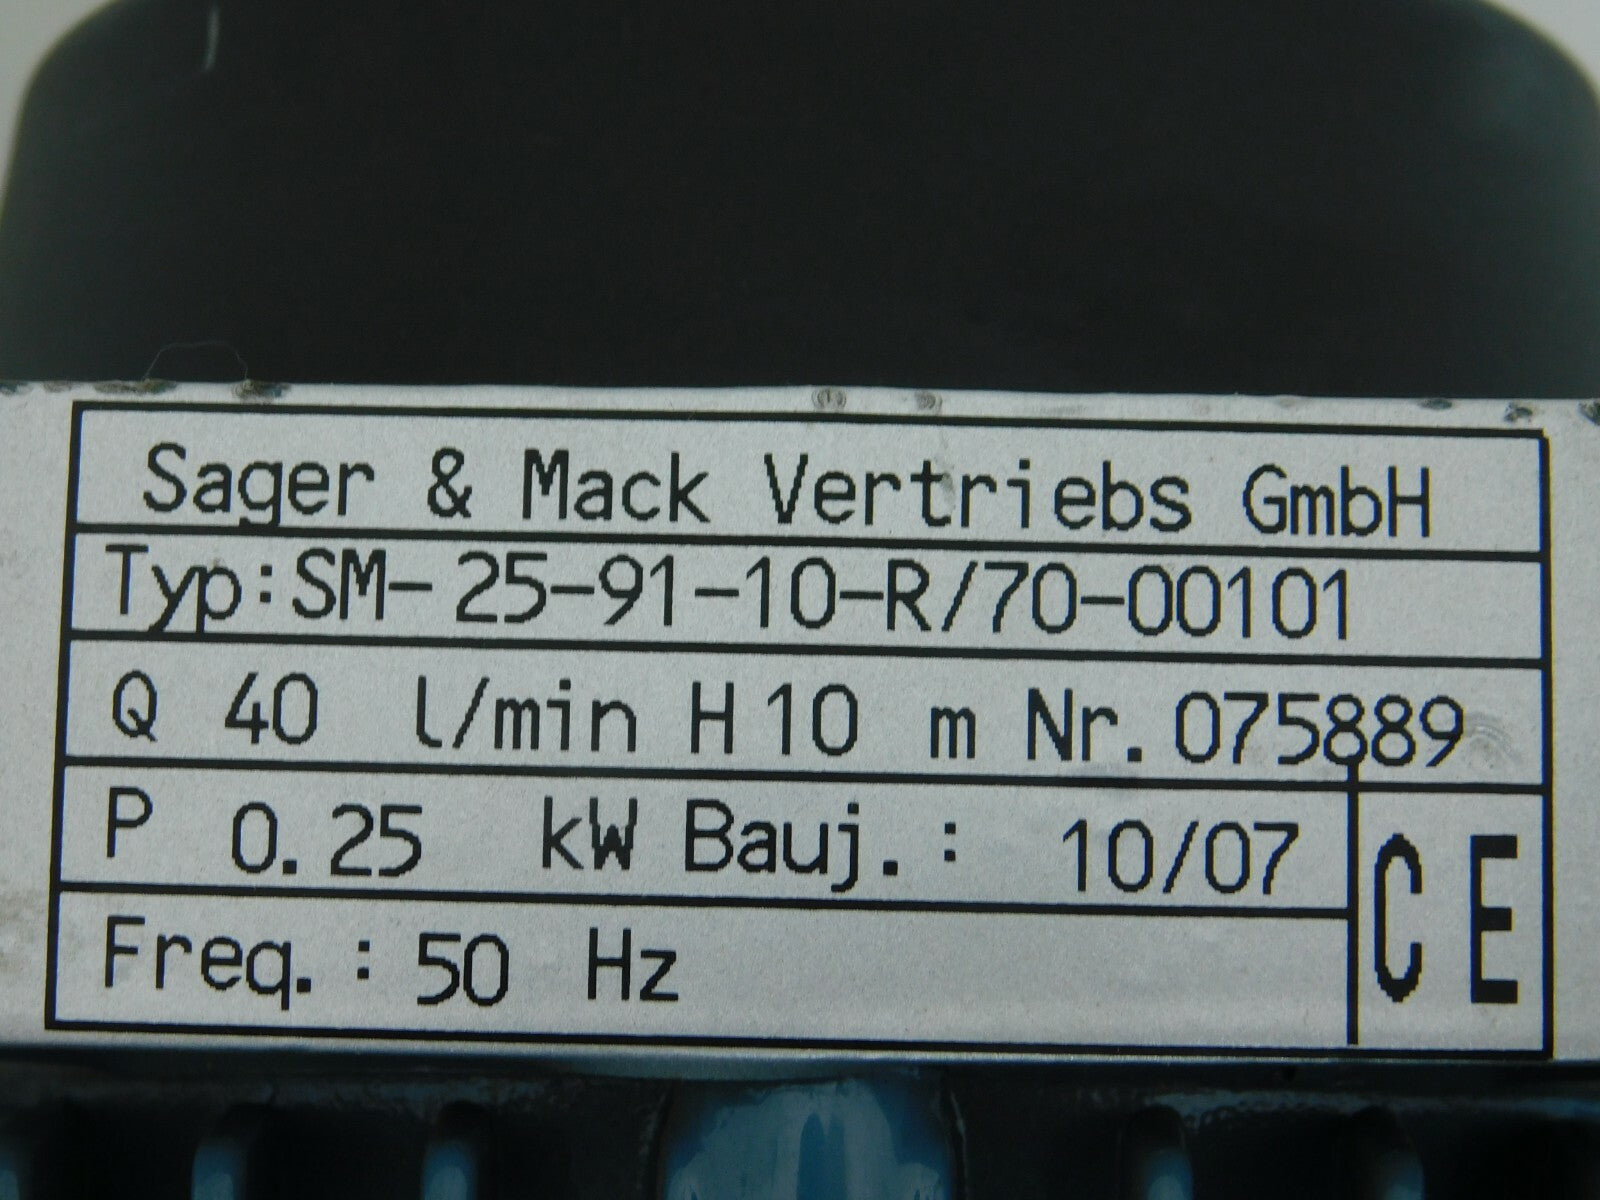 Sager & Mack Vertriebs GmbH
Typ:SM-25-91-10-R/70-00101
Q 40 l/min H 10 m Nr.075889
P 0.25 kW Bauj.: 10/07
Freq.: 50 Hz
CE